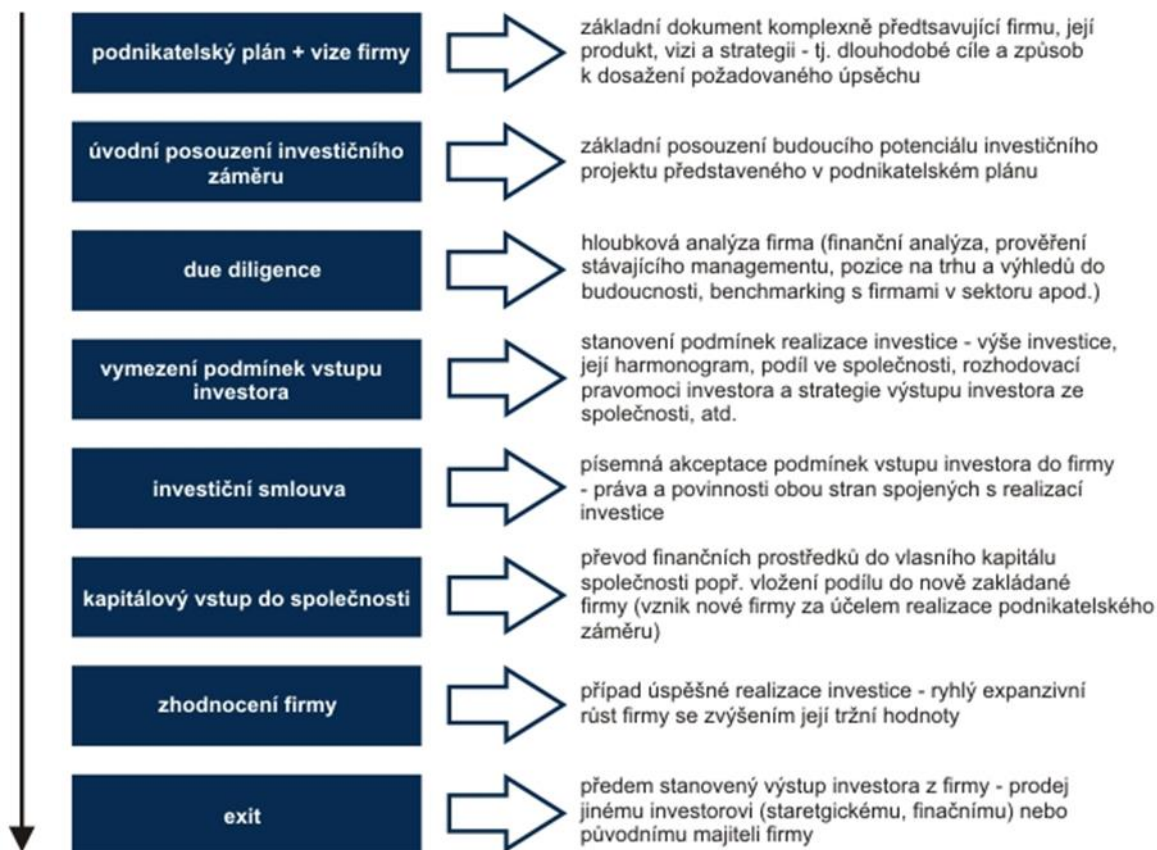 podnikatelský plán + vize firmy
základní dokument komplexně předtsavující firmu, její
produkt, vizi a strategii - tj. dlouhodobé cíle a způsob
k dosažení požadovaného úpsěchu
úvodní posouzení investičního
záměru
základní posouzení budoucího potenciálu investičního
projektu představeného v podnikatelském plánu
due diligence
hloubková analýza firma (finanční analýza, prověření
stávajícího managementu, pozice na trhu a výhledů do
budoucnosti, benchmarking s firmami v sektoru apod.)
vymezení podmínek vstupu
investora
stanovení podmínek realizace investice - výše investice,
její harmonogram, podíl ve společnosti, rozhodovací
pravomoci investora a strategie výstupu investora ze
společnosti, atd.
investiční smlouva
písemná akceptace podmínek vstupu investora do firmy
- práva a povinnosti obou stran spojených s realizací
investice
kapitálový vstup do společnosti
převod finančních prostředků do vlasního kapitálu
společnosti popř. vložení podílu do nově zakládané
firmy (vznik nové firmy za účelem realizace podnikatelského
záměru)
zhodnocení firmy
případ úspěšné realizace investice - ryhlý expanzivní
růst firmy se zvýšením její tržní hodnoty
exit
předem stanovený výstup investora z firmy - prodej
jinému investorovi (staretgickému, finačnímu) nebo
původnímu majiteli firmy